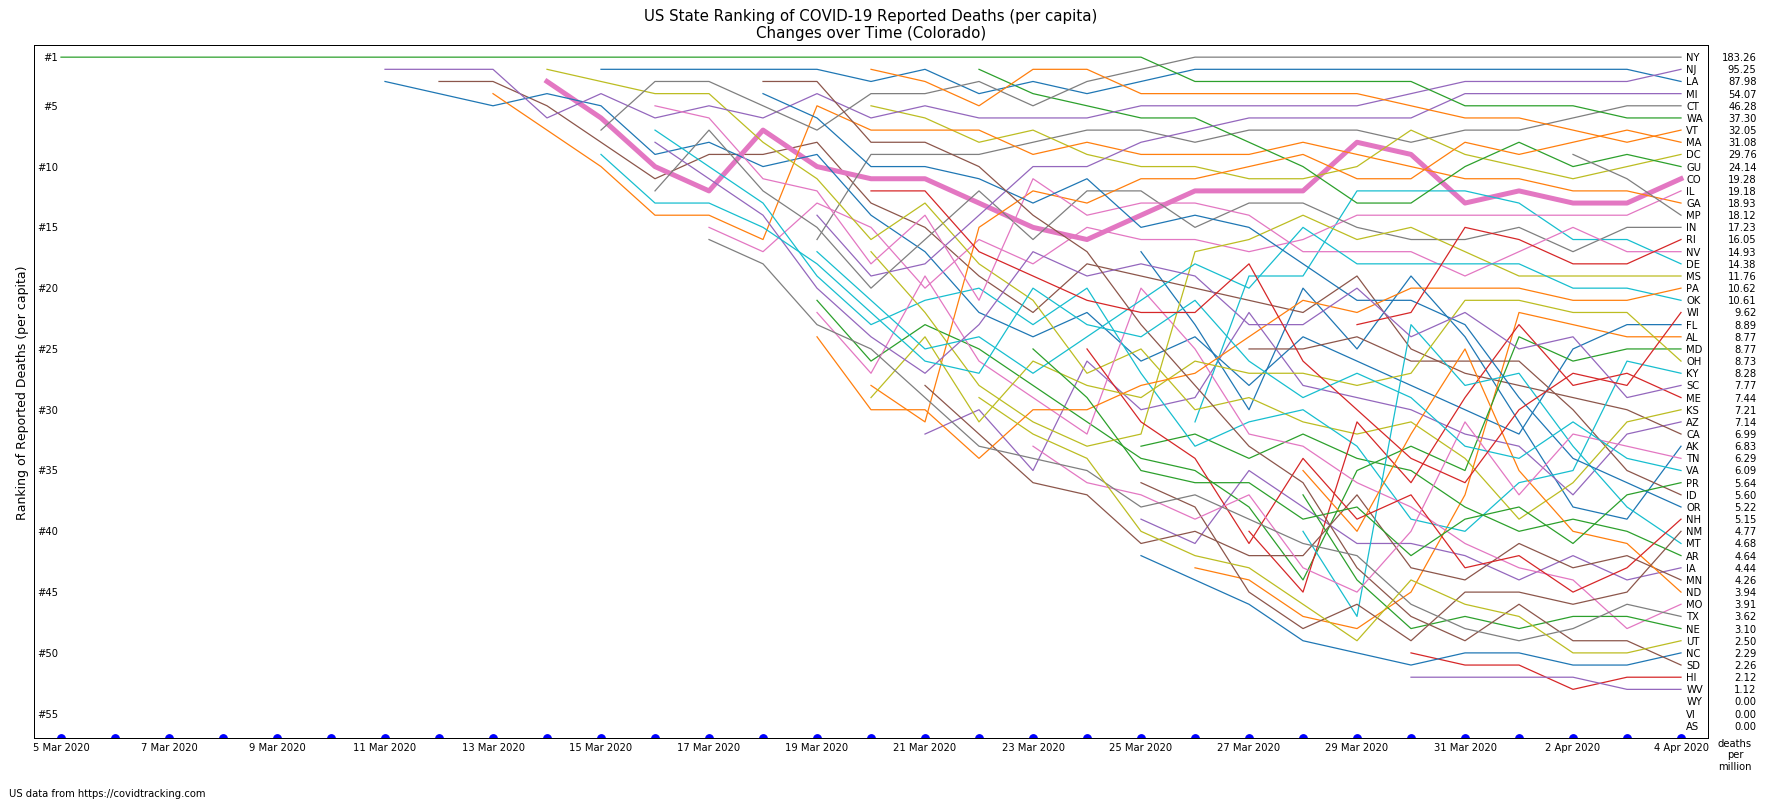 US State Ranking of COVID-19 Reported Deaths (per capita)
Changes over Time (Colorado)
Ranking of Reported Deaths (per capita)
#1
#5
#10
#15
#20
#25
#30
#35
#40
#45
#50
#55
NY 183.26
NJ 95.25
LA 87.98
MI 54.07
CT 46.28
WA 37.30
VT 32.05
MA 31.08
DC 29.76
GU 24.14
CO 19.28
IL 19.18
GA 18.93
MP 18.12
IN 17.23
RI 16.05
NV 14.93
DE 14.38
MS 11.76
PA 10.62
OK 10.61
WI 9.62
FL 8.89
AL 8.77
MD 8.77
OH 8.73
KY 8.28
SC 7.77
ME 7.44
KS 7.21
AZ 7.14
CA 6.99
AK 6.83
TN 6.29
VA 6.09
PR 5.64
ID 5.60
OR 5.22
NH 5.15
NM 4.77
MT 4.68
AR 4.64
IA 4.44
MN 4.26
ND 3.94
MO 3.91
TX 3.62
NE 3.10
UT 2.50
NC 2.29
SD 2.26
HI 2.12
WV 1.12
WY 0.00
VI 0.00
AS 0.00
5 Mar 2020 7 Mar 2020 9 Mar 2020 11 Mar 2020 13 Mar 2020 15 Mar 2020 17 Mar 2020 19 Mar 2020 21 Mar 2020 23 Mar 2020 25 Mar 2020 27 Mar 2020 29 Mar 2020 31 Mar 2020 2 Apr 2020 4 Apr 2020
deaths
per
million
US data from https://covidtracking.com